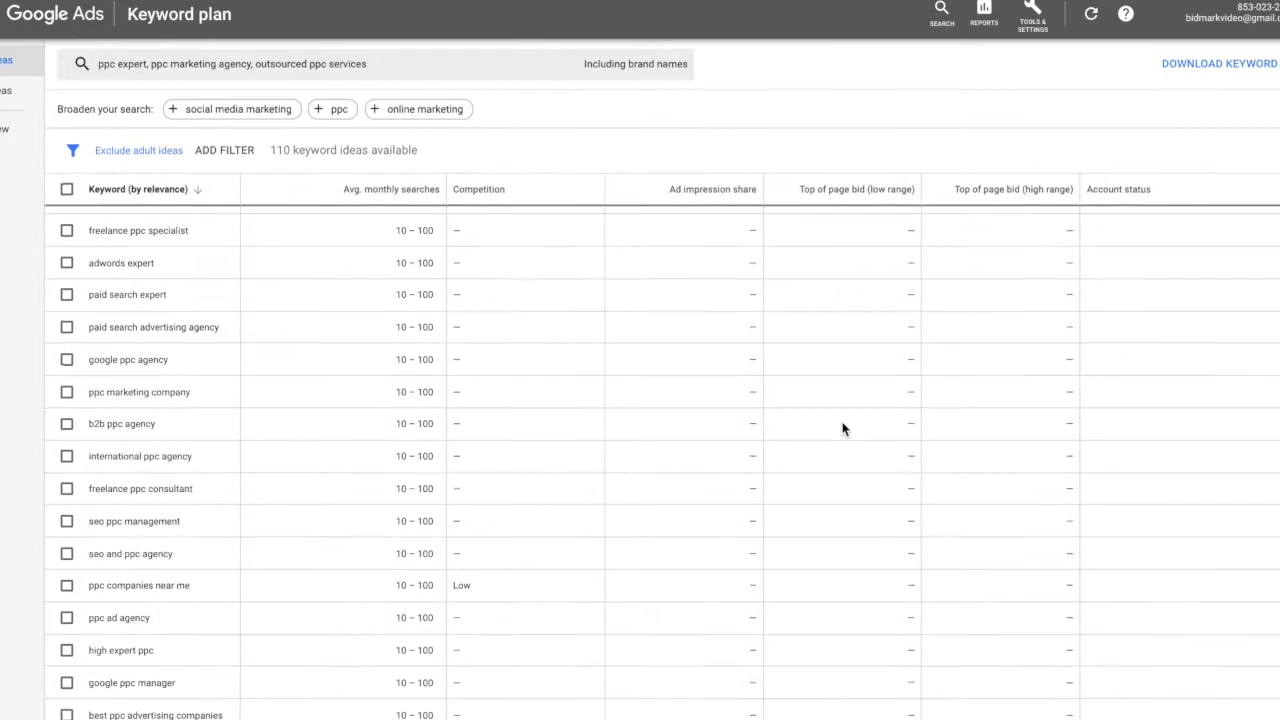 Google Ads Keyword plan
SEARCH
REPORTS
TOOLS &
SETTINGS
853-023-2
bidmarkvideo@gmail.c
eas
eas
ew
ppc expert, ppc marketing agency, outsourced ppc services Including brand names
DOWNLOAD KEYWORD
Broaden your search: + social media marketing + ppc + online marketing
Exclude adult ideas ADD FILTER 110 keyword ideas available
Keyword (by relevance) ↓ Avg. monthly searches Competition Ad impression share Top of page bid (low range) Top of page bid (high range) Account status
freelance ppc specialist 10 – 100 – – – –
adwords expert 10 – 100 – – – –
paid search expert 10 – 100 – – – –
paid search advertising agency 10 – 100 – – – –
google ppc agency 10 – 100 – – – –
ppc marketing company 10 – 100 – – – –
b2b ppc agency 10 – 100 – – – –
international ppc agency 10 – 100 – – – –
freelance ppc consultant 10 – 100 – – – –
seo ppc management 10 – 100 – – – –
seo and ppc agency 10 – 100 – – – –
ppc companies near me 10 – 100 Low – – –
ppc ad agency 10 – 100 – – – –
high expert ppc 10 – 100 – – – –
google ppc manager 10 – 100 – – – –
best ppc advertising companies 10 – 100 – – – –